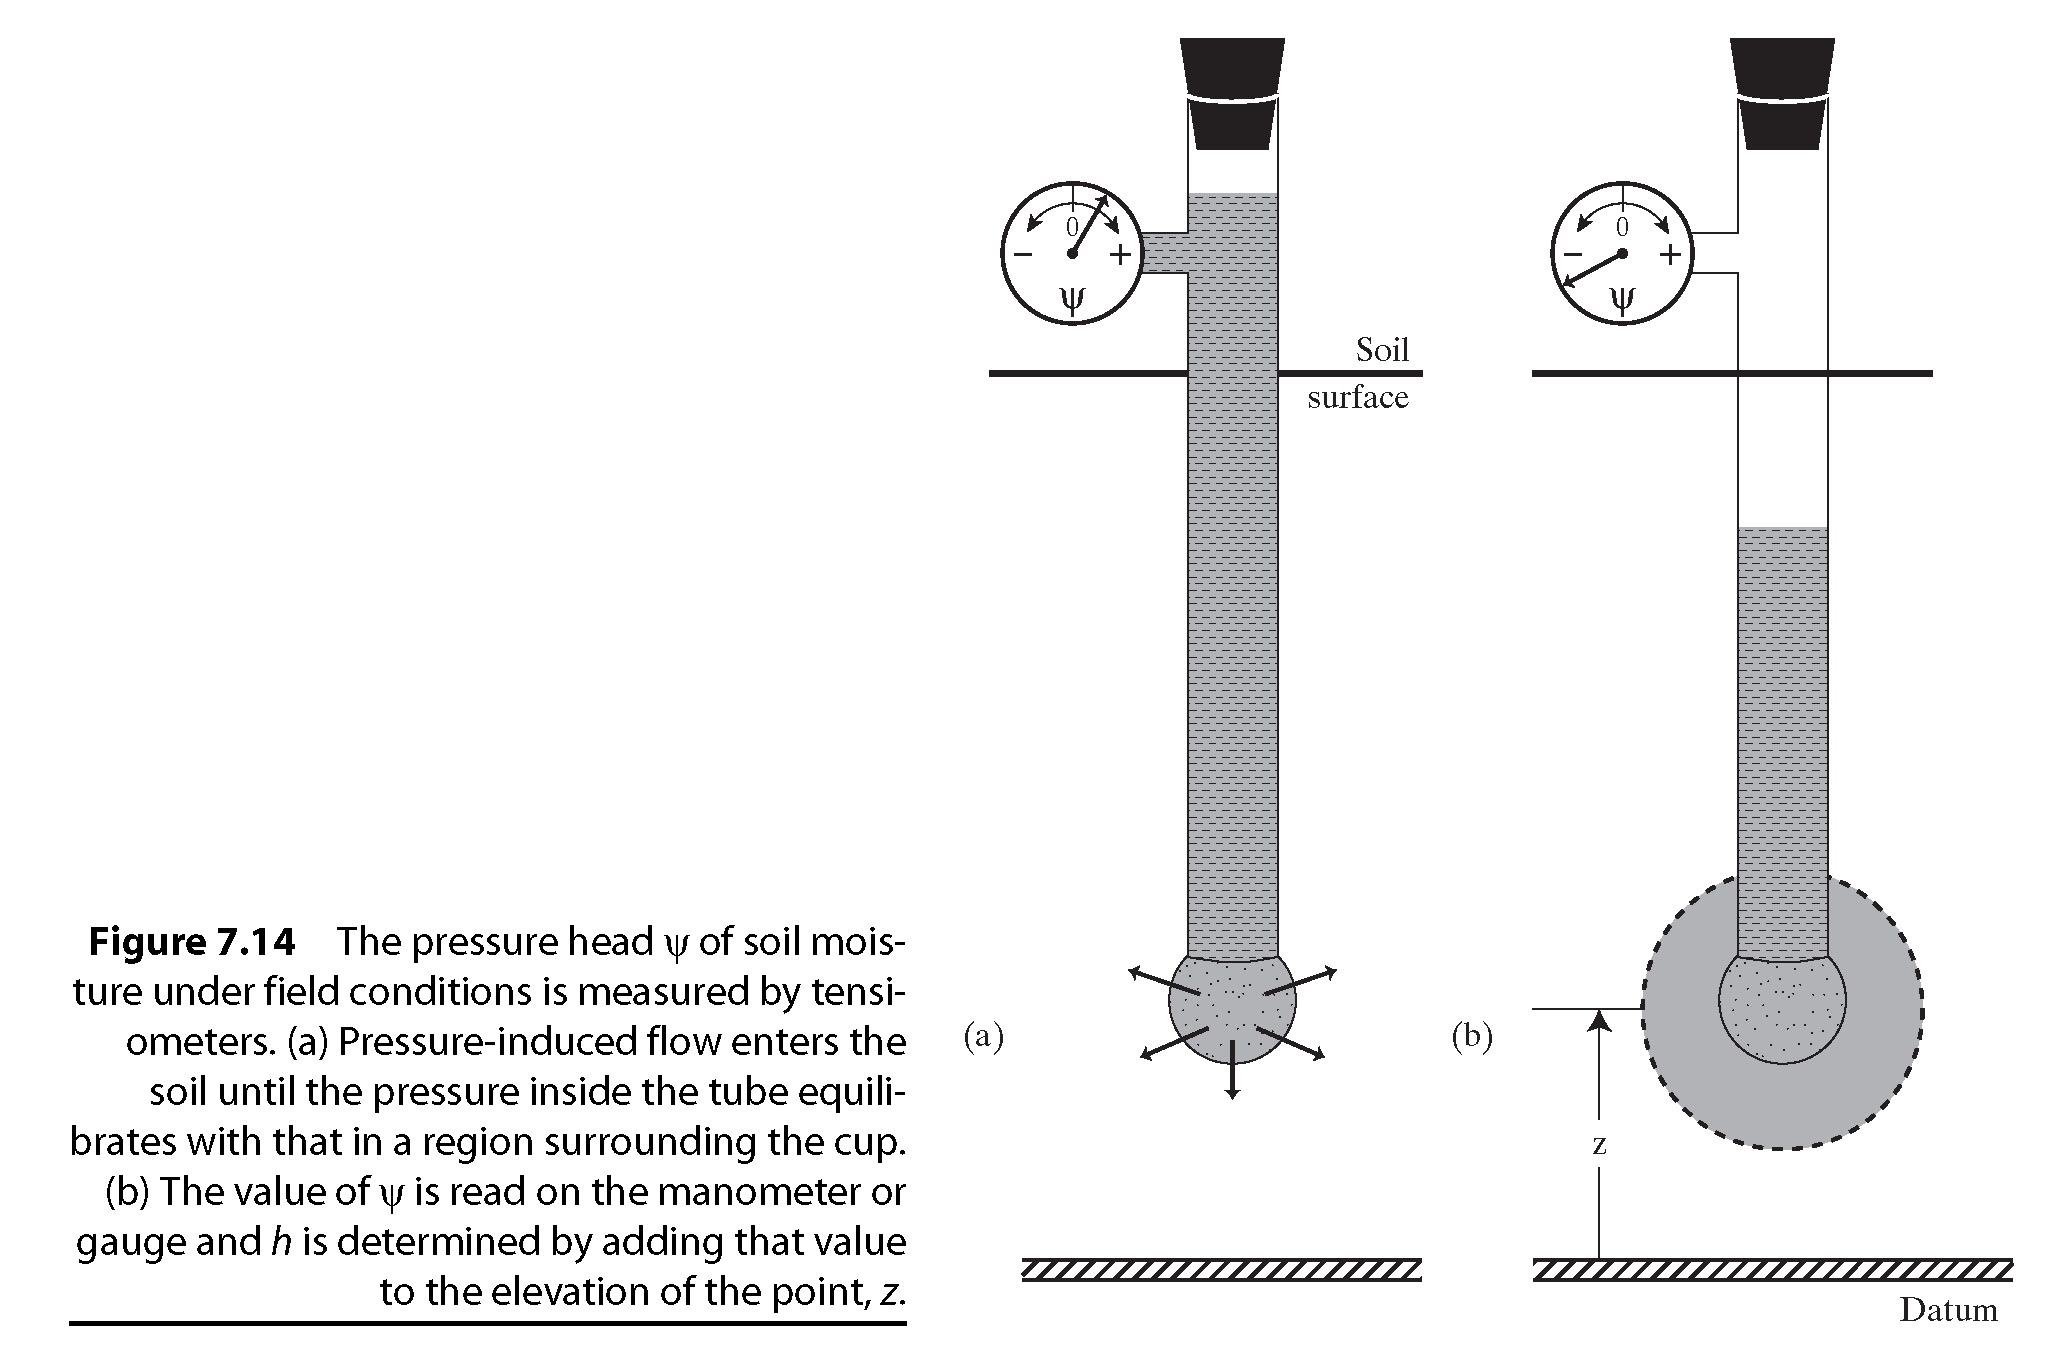 Figure 7.14 The pressure head ψ of soil mois-
ture under field conditions is measured by tensi-
ometers. (a) Pressure-induced flow enters the
soil until the pressure inside the tube equili-
brates with that in a region surrounding the cup.
(b) The value of ψ is read on the manometer or
gauge and h is determined by adding that value
to the elevation of the point, z.
0
− +
ψ
Soil
surface
(a)
0
− +
ψ
(b)
z
Datum